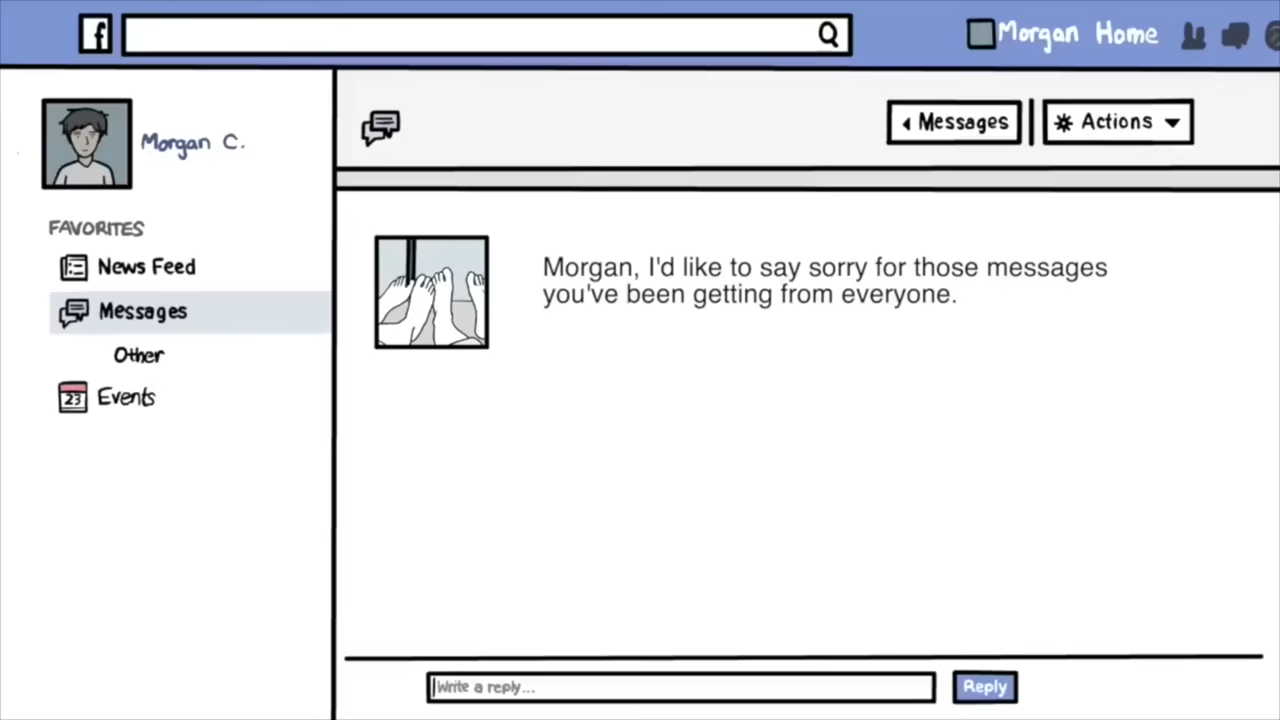 f
Morgan Home
Morgan C.
Messages
Actions
FAVORITES
News Feed
Messages
Other
23 Events
Morgan, I'd like to say sorry for those messages
you've been getting from everyone.
Write a reply...
Reply